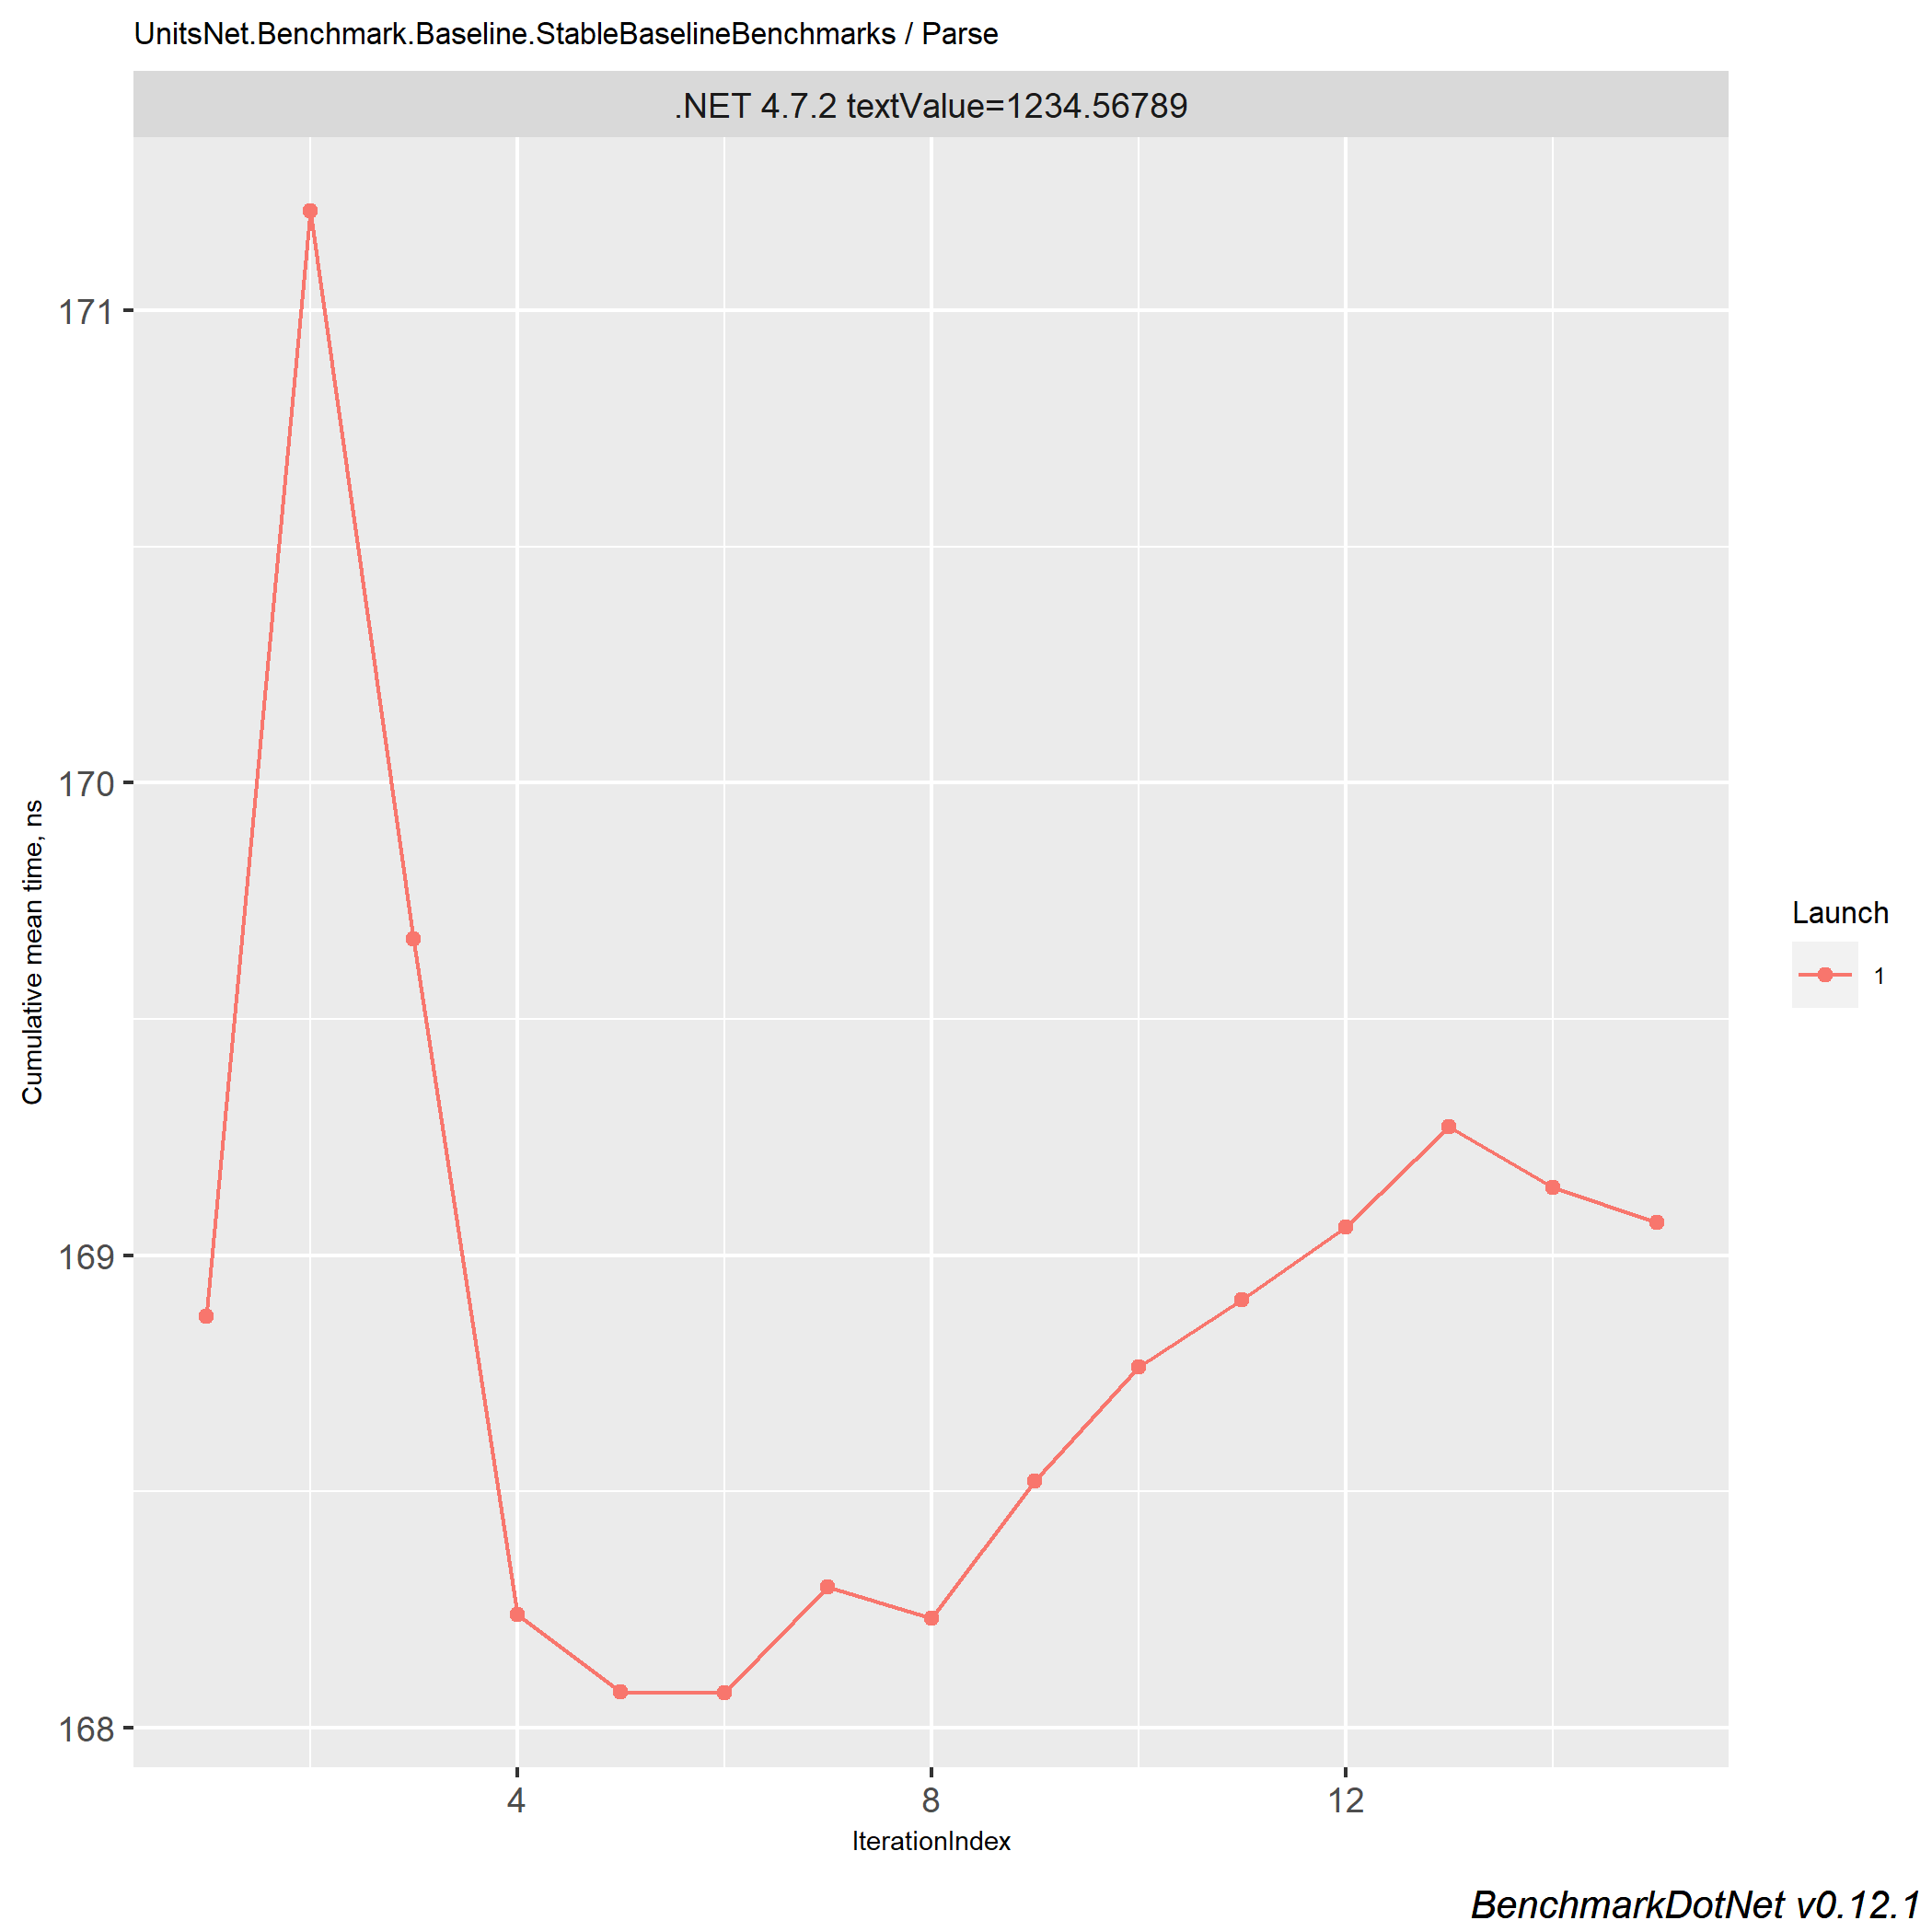 UnitsNet.Benchmark.Baseline.StableBaselineBenchmarks / Parse
.NET 4.7.2 textValue=1234.56789
171
170
169
168
Cumulative mean time, ns
4
8
12
IterationIndex
Launch
1
BenchmarkDotNet v0.12.1